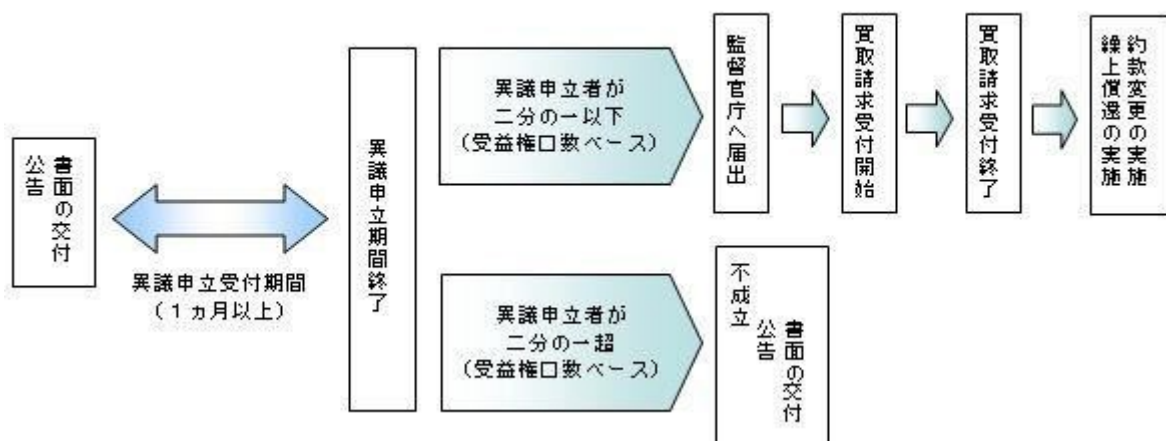 書面の交付
公告
異議申立受付期間
（１ヵ月以上）
異議申立期間終了
異議申立者が
二分の一以下
（受益権口数ベース）
監督官庁へ届出
買取請求受付開始
買取請求受付終了
約款変更の実施
繰上償還の実施
異議申立者が
二分の一超
（受益権口数ベース）
不成立
書面の交付
公告